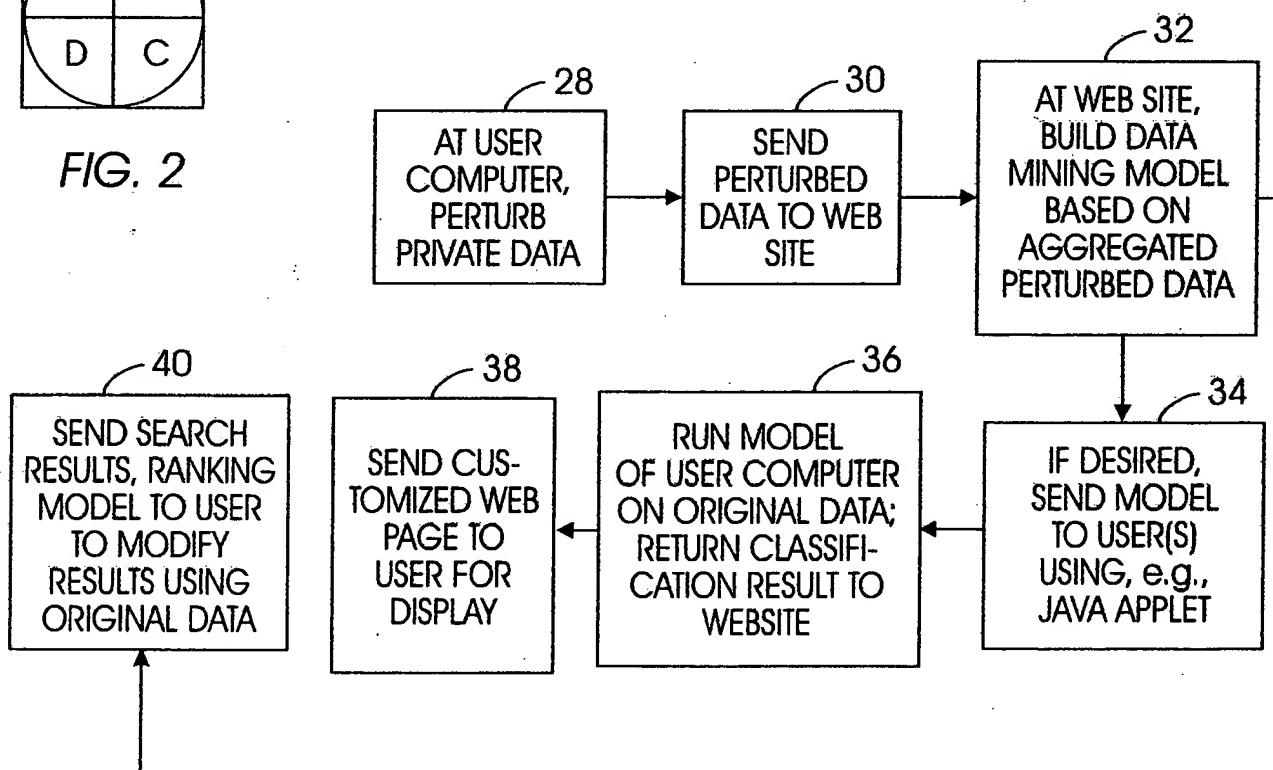 D C
FIG. 2
28
AT USER
COMPUTER,
PERTURB
PRIVATE DATA
30
SEND
PERTURBED
DATA TO WEB
SITE
32
AT WEB SITE,
BUILD DATA
MINING MODEL
BASED ON
AGGREGATED
PERTURBED DATA
34
IF DESIRED,
SEND MODEL
TO USER(S)
USING, e.g.,
JAVA APPLET
36
RUN MODEL
OF USER COMPUTER
ON ORIGINAL DATA;
RETURN CLASSIFI-
CATION RESULT TO
WEBSITE
38
SEND CUS-
TOMIZED WEB
PAGE TO
USER FOR
DISPLAY
40
SEND SEARCH
RESULTS, RANKING
MODEL TO USER
TO MODIFY
RESULTS USING
ORIGINAL DATA